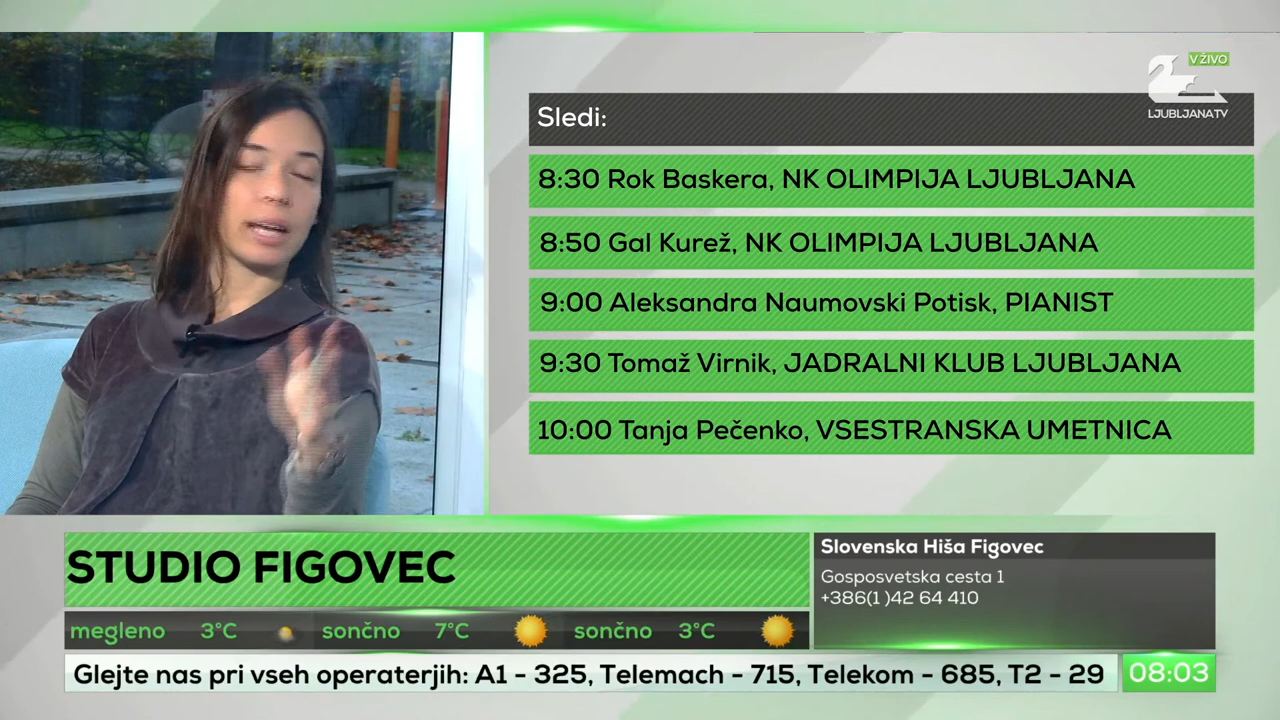 V ŽIVO
LJUBLJANATV
Sledi:
8:30 Rok Baskera, NK OLIMPIJA LJUBLJANA
8:50 Gal Kurež, NK OLIMPIJA LJUBLJANA
9:00 Aleksandra Naumovski Potisk, PIANIST
9:30 Tomaž Virnik, JADRALNI KLUB LJUBLJANA
10:00 Tanja Pečenko, VSESTRANSKA UMETNICA
STUDIO FIGOVEC
Slovenska Hiša Figovec
Gosposvetska cesta 1
+386(1 )42 64 410
megleno 3°C sončno 7°C sončno 3°C
Glejte nas pri vseh operaterjih: A1 - 325, Telemach - 715, Telekom - 685, T2 - 29
08:03